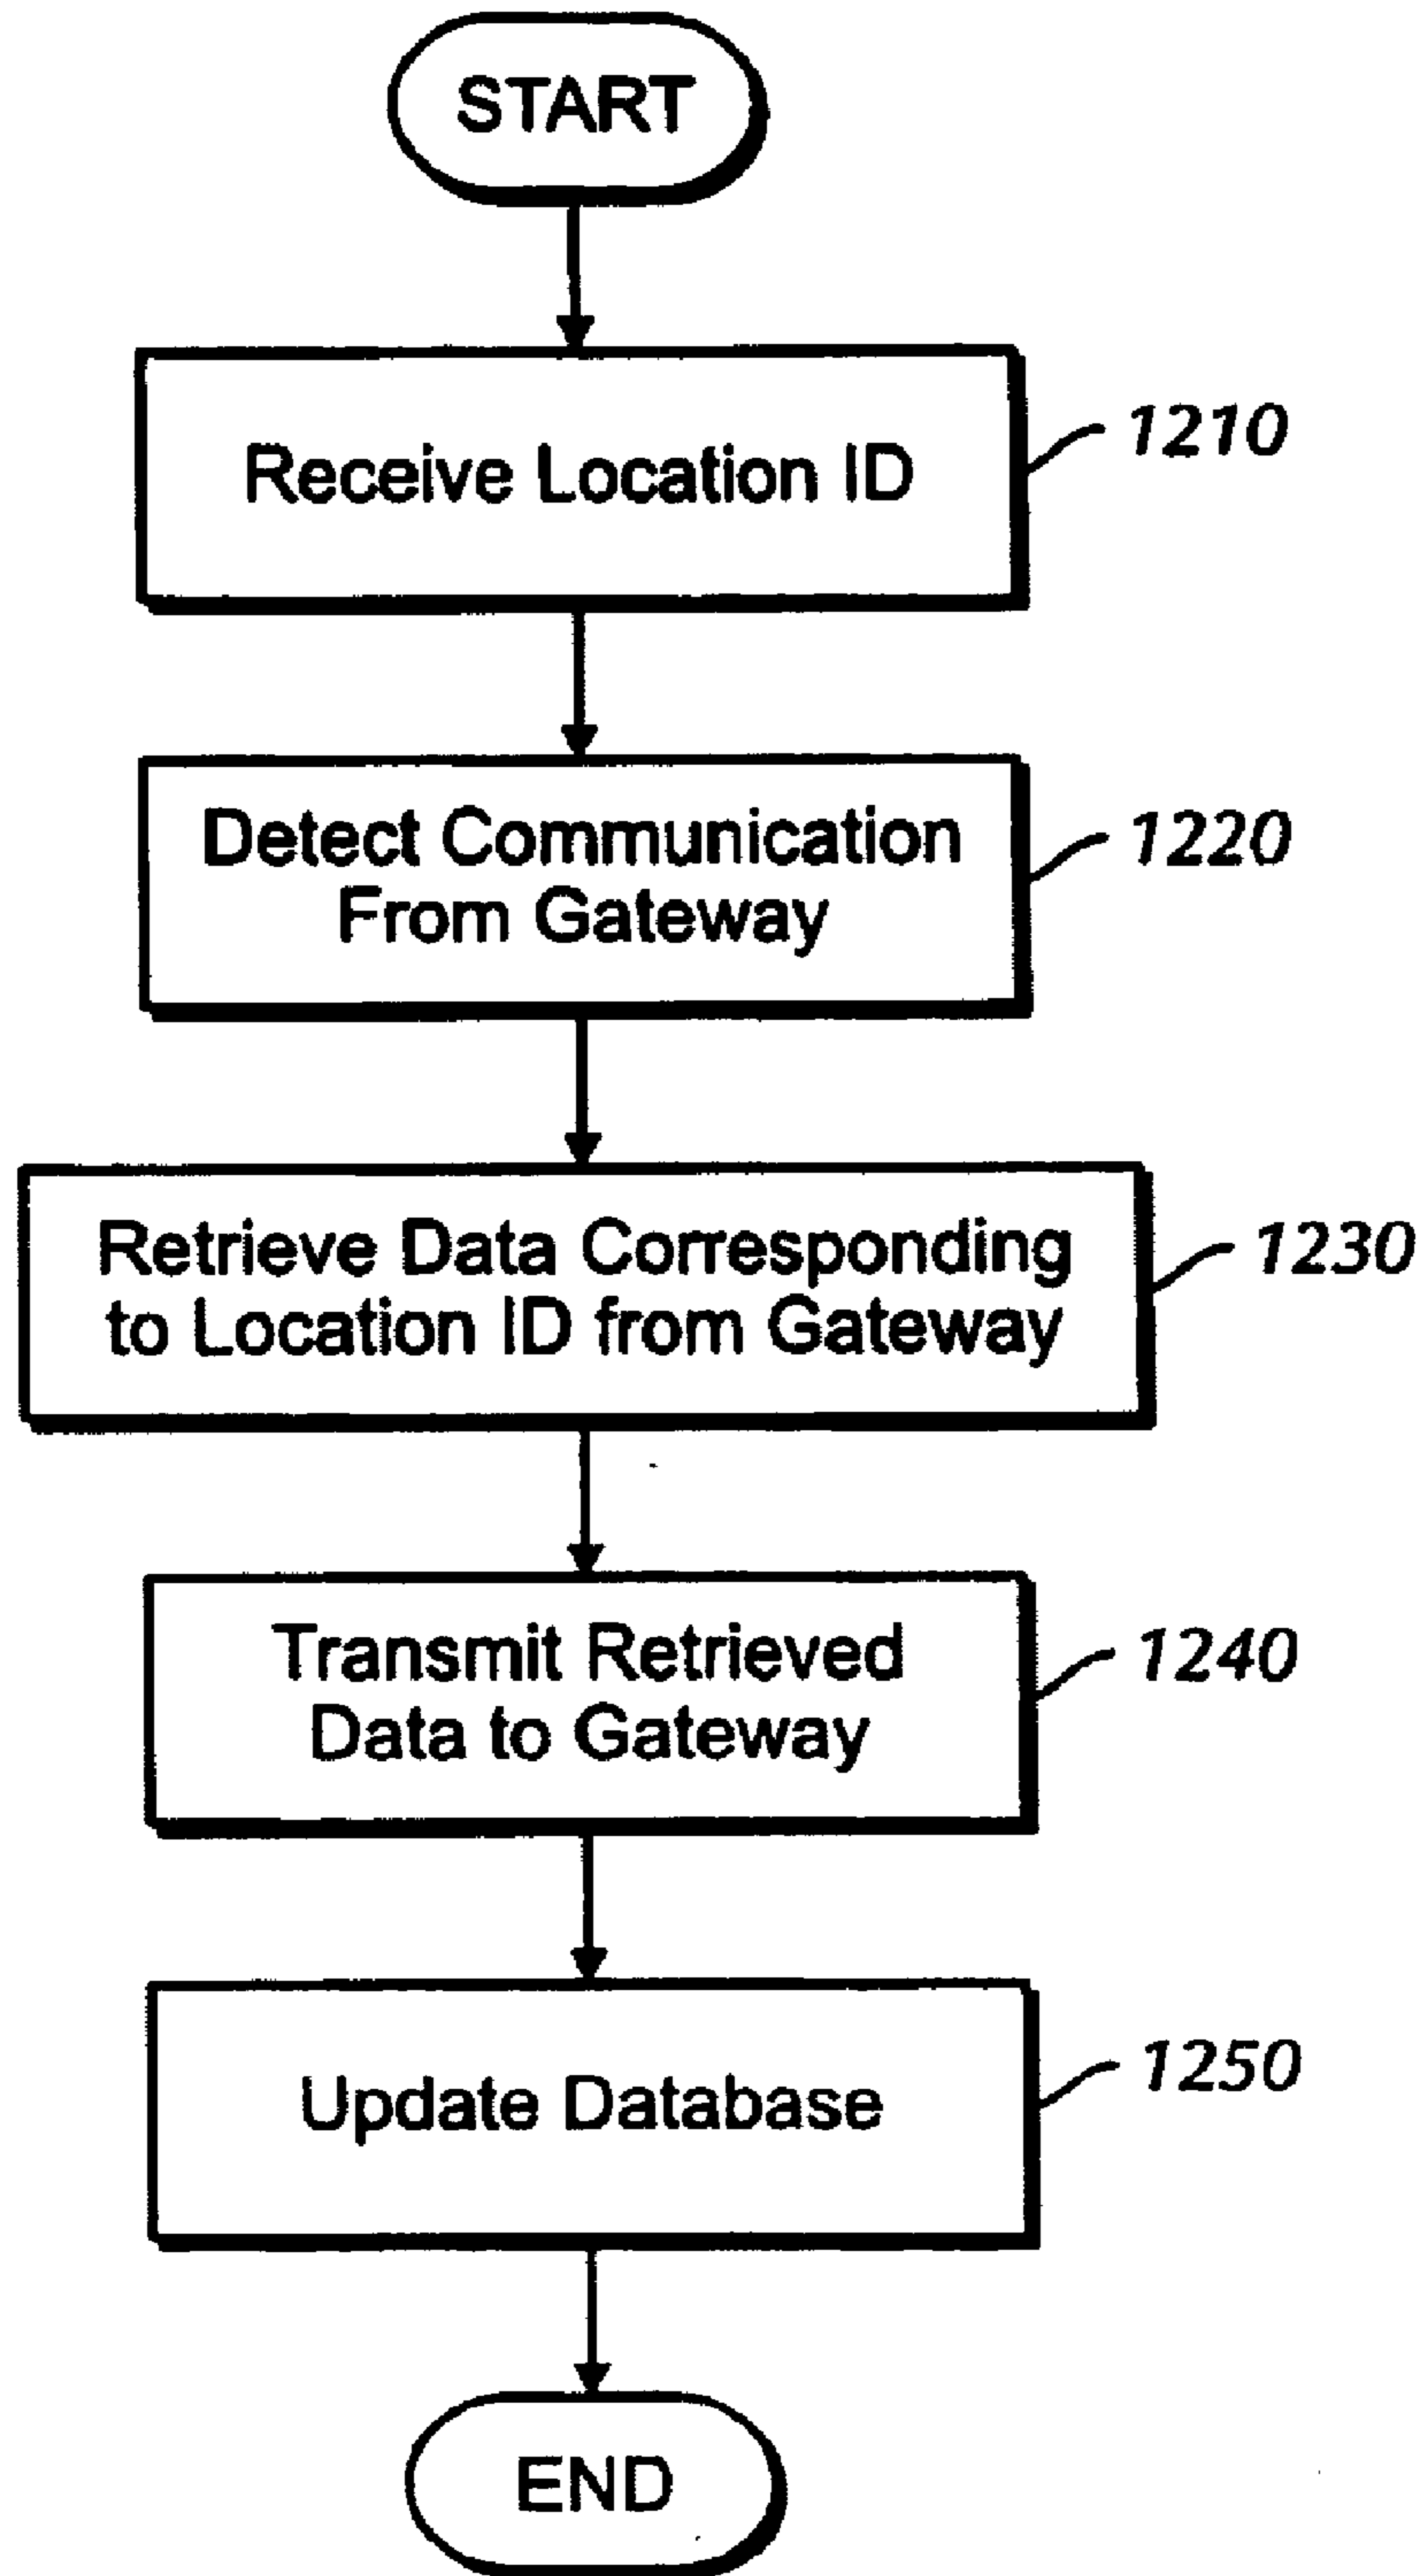 START
Receive Location ID
1210
Detect Communication
From Gateway
1220
Retrieve Data Corresponding
to Location ID from Gateway
1230
Transmit Retrieved
Data to Gateway
1240
Update Database
1250
END